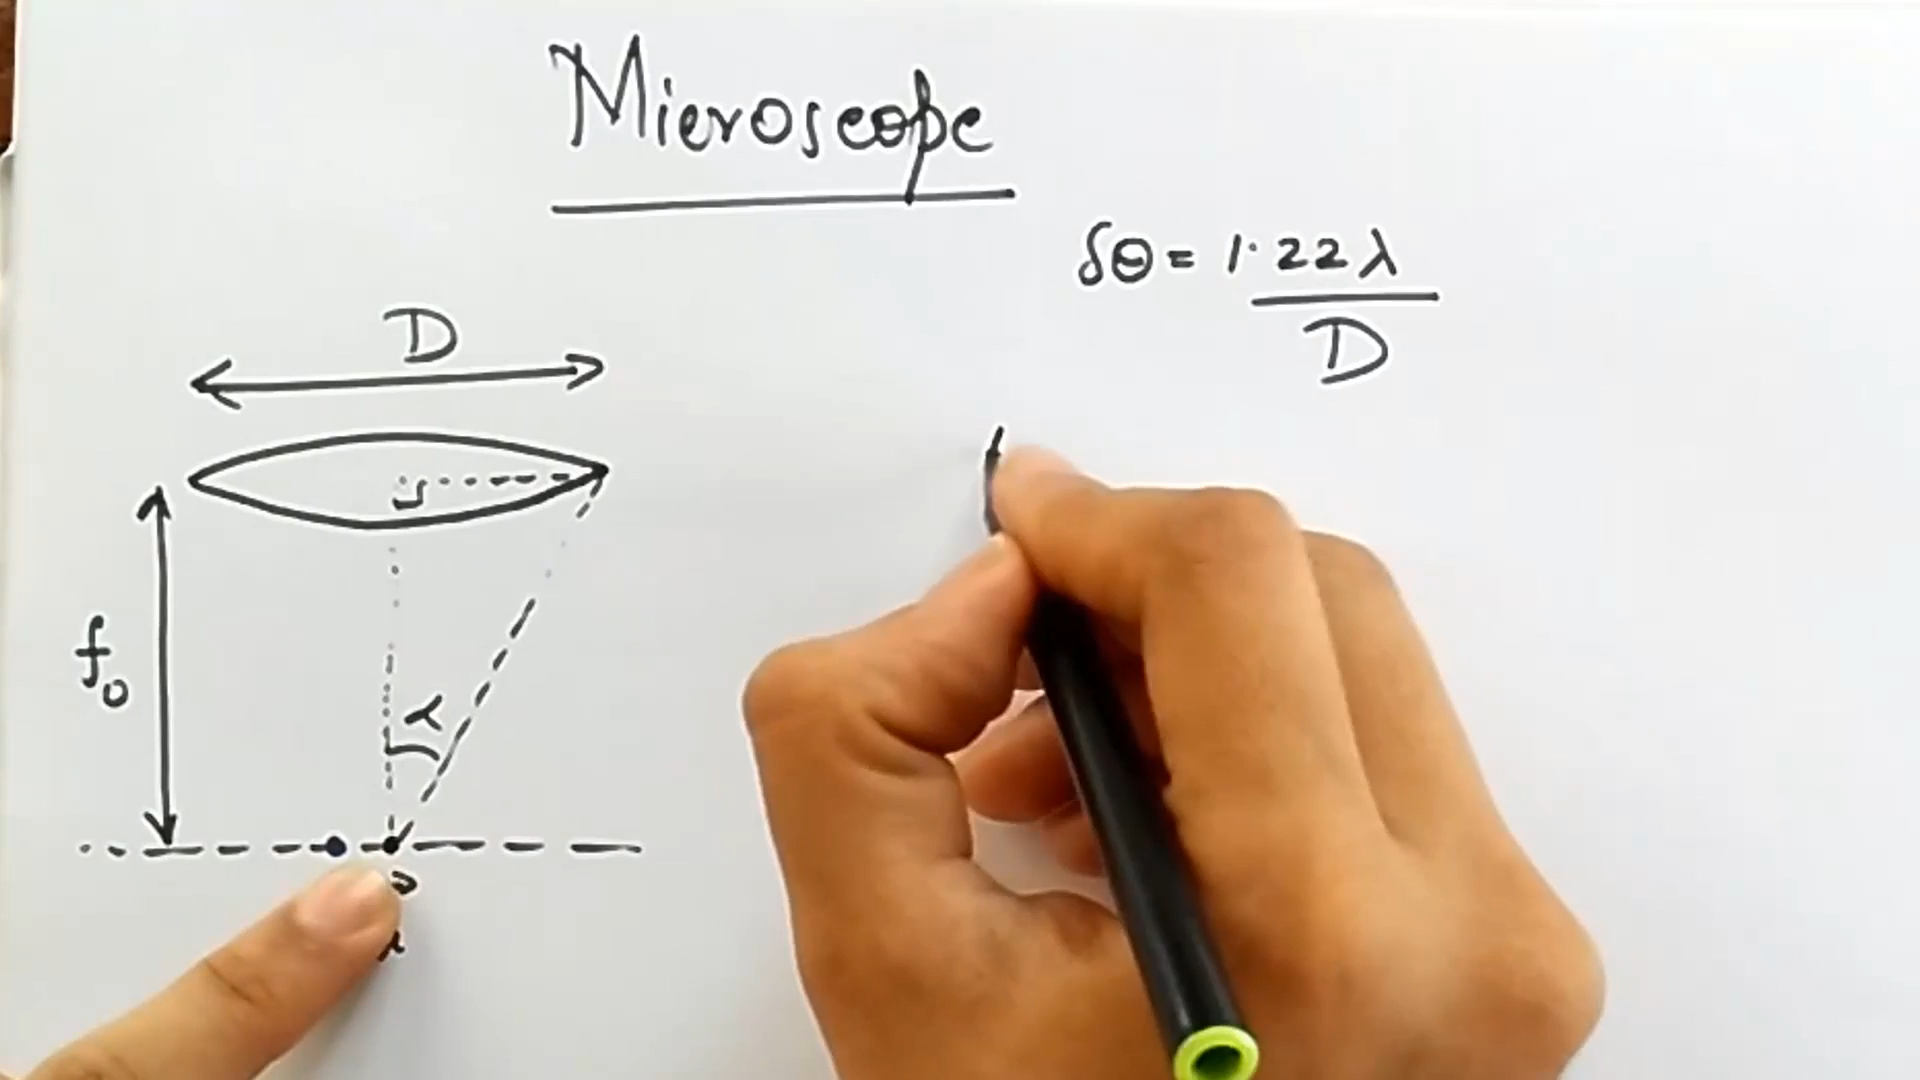 Microscope
δθ = 1.22λ
D
D
f₀
α